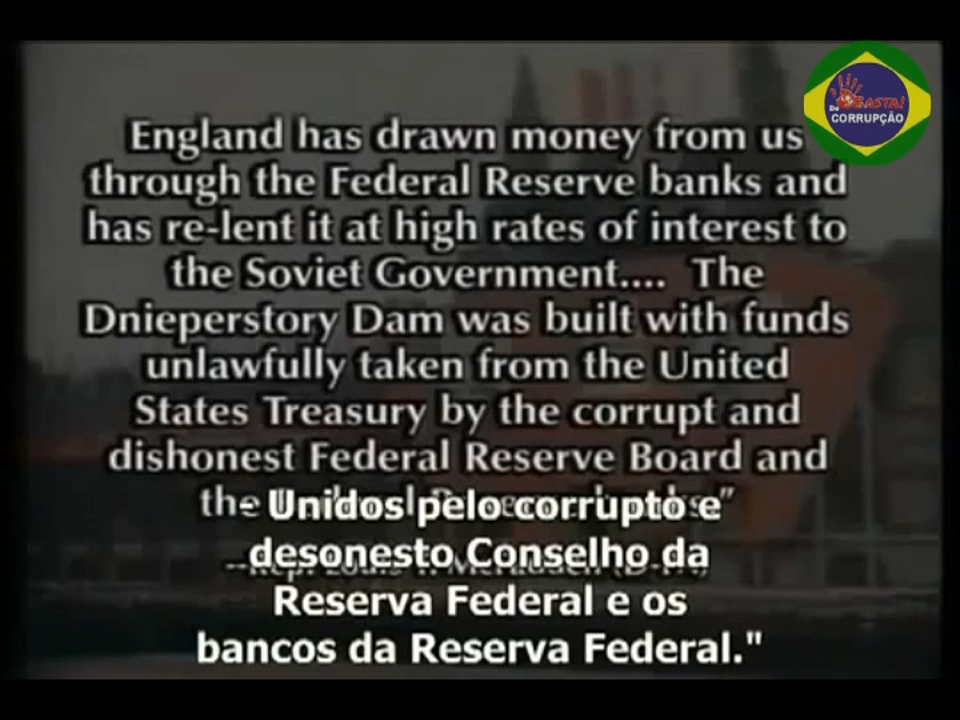 DE BASTA!
CORRUPÇÃO
England has drawn money from us
through the Federal Reserve banks and
has re-lent it at high rates of interest to
the Soviet Government.... The
Dnieperstory Dam was built with funds
unlawfully taken from the United
States Treasury by the corrupt and
dishonest Federal Reserve Board and
the
- Unidos pelo corrupto e
desonesto Conselho da
Reserva Federal e os
bancos da Reserva Federal."